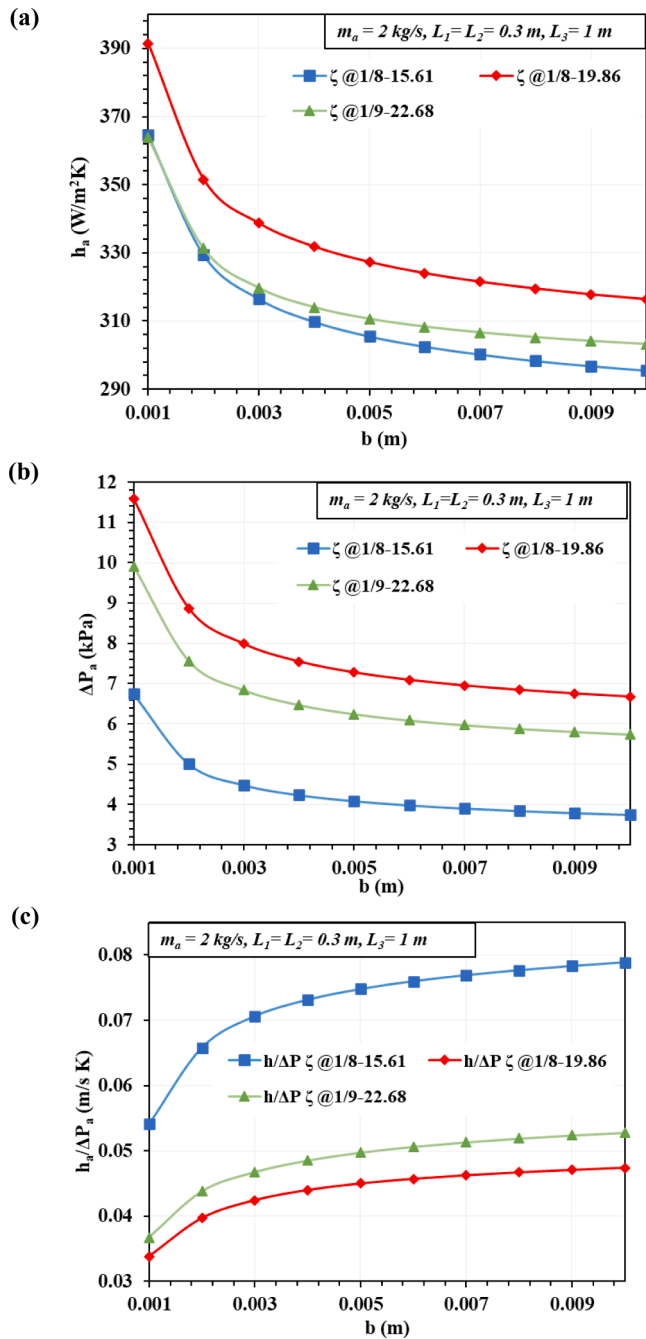 (a)
mₐ = 2 kg/s, L₁= L₂= 0.3 m, L₃= 1 m
ζ @1/8-15.61 ζ @1/8-19.86
ζ @1/9-22.68
hₐ (W/m²K)
390
370
350
330
310
290
0.001 0.003 0.005 0.007 0.009
b (m)
(b)
mₐ = 2 kg/s, L₁=L₂= 0.3 m, L₃= 1 m
ζ @1/8-15.61 ζ @1/8-19.86
ζ @1/9-22.68
ΔPₐ (kPa)
12
11
10
9
8
7
6
5
4
3
0.001 0.003 0.005 0.007 0.009
b (m)
(c)
mₐ = 2 kg/s, L₁= L₂= 0.3 m, L₃= 1 m
h/ΔP ζ @1/8-15.61 h/ΔP ζ @1/8-19.86
h/ΔP ζ @1/9-22.68
hₐ/ΔPₐ (m/s K)
0.08
0.07
0.06
0.05
0.04
0.03
0.001 0.003 0.005 0.007 0.009
b (m)